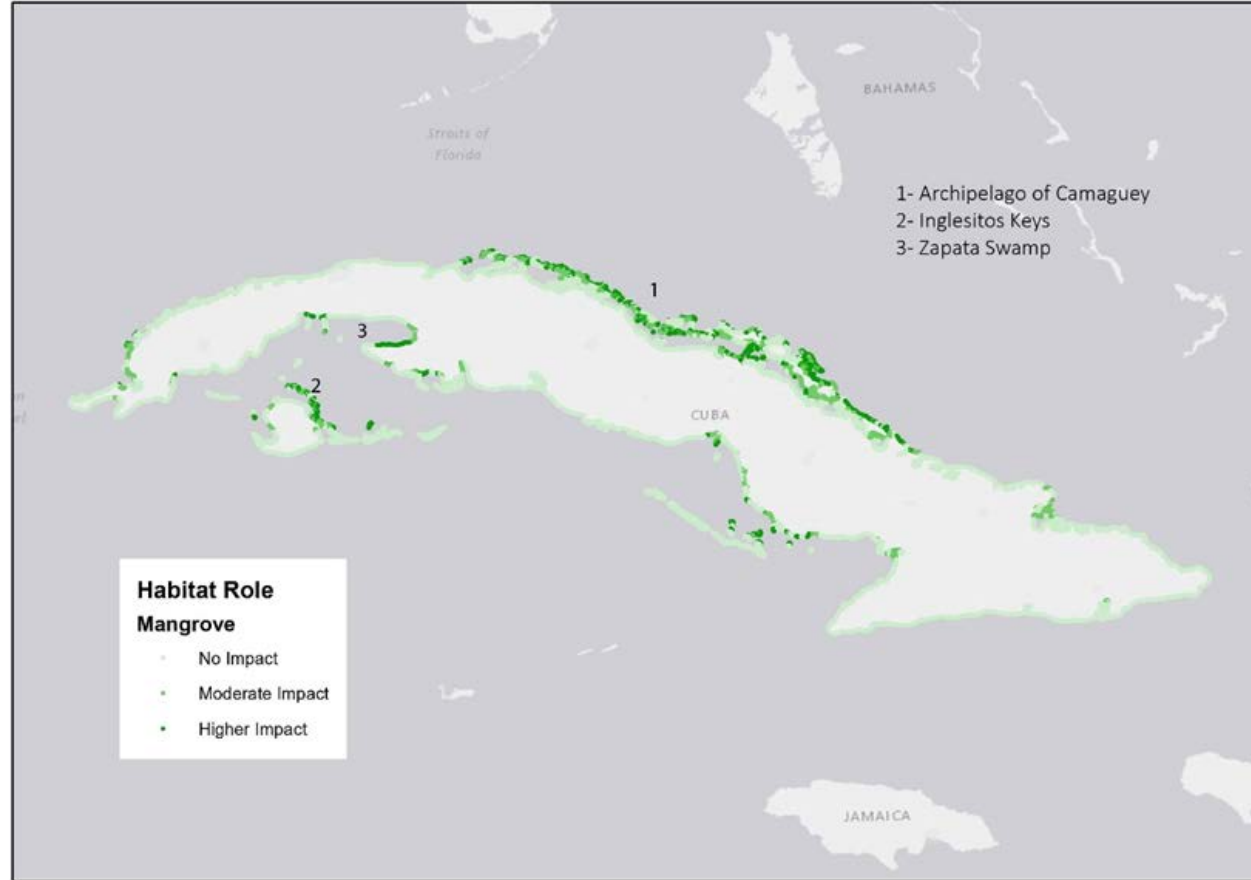 BAHAMAS
Straits of
Florida
1- Archipelago of Camaguey
2- Inglesitos Keys
3- Zapata Swamp
1
3
2
CUBA
Habitat Role
Mangrove
No Impact
Moderate Impact
Higher Impact
JAMAICA